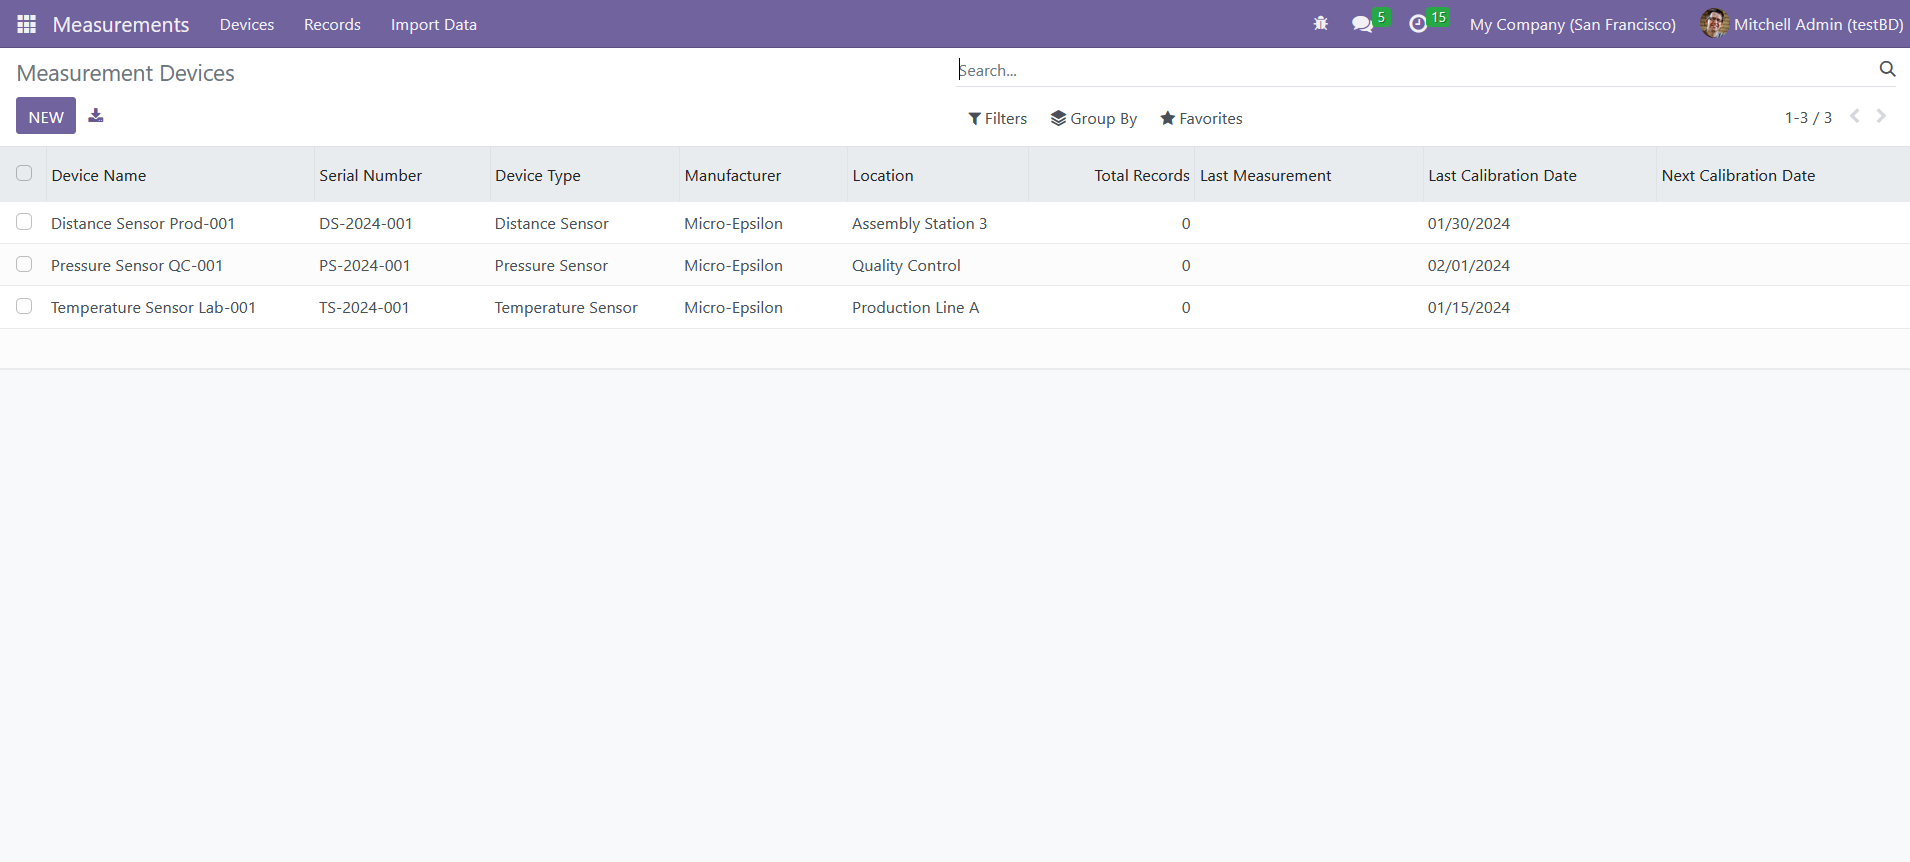 Measurements Devices Records Import Data 5 15 My Company (San Francisco) Mitchell Admin (testBD)
Measurement Devices Search...
NEW Filters Group By Favorites 1-3 / 3
Device Name Serial Number Device Type Manufacturer Location Total Records Last Measurement Last Calibration Date Next Calibration Date
Distance Sensor Prod-001 DS-2024-001 Distance Sensor Micro-Epsilon Assembly Station 3 0 01/30/2024
Pressure Sensor QC-001 PS-2024-001 Pressure Sensor Micro-Epsilon Quality Control 0 02/01/2024
Temperature Sensor Lab-001 TS-2024-001 Temperature Sensor Micro-Epsilon Production Line A 0 01/15/2024